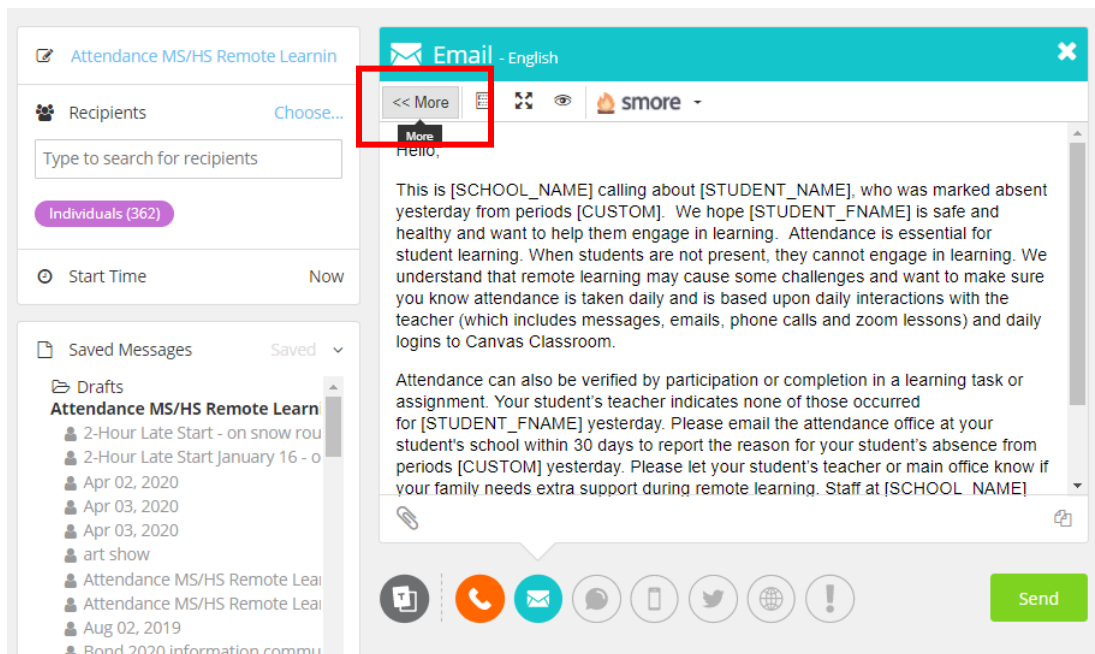 Attendance MS/HS Remote Learnin
Recipients Choose...
Type to search for recipients
Individuals (362)
Start Time Now
Saved Messages Saved
Drafts
Attendance MS/HS Remote Learni
2-Hour Late Start - on snow rou
2-Hour Late Start January 16 - o
Apr 02, 2020
Apr 03, 2020
Apr 03, 2020
art show
Attendance MS/HS Remote Lear
Attendance MS/HS Remote Lear
Aug 02, 2019
Bond 2020 information commu
Email - English
<< More smore
More
Hello,
This is [SCHOOL_NAME] calling about [STUDENT_NAME], who was marked absent
yesterday from periods [CUSTOM].  We hope [STUDENT_FNAME] is safe and
healthy and want to help them engage in learning.  Attendance is essential for
student learning. When students are not present, they cannot engage in learning. We
understand that remote learning may cause some challenges and want to make sure
you know attendance is taken daily and is based upon daily interactions with the
teacher (which includes messages, emails, phone calls and zoom lessons) and daily
logins to Canvas Classroom.
Attendance can also be verified by participation or completion in a learning task or
assignment. Your student's teacher indicates none of those occurred
for [STUDENT_FNAME] yesterday. Please email the attendance office at your
student's school within 30 days to report the reason for your student's absence from
periods [CUSTOM] yesterday. Please let your student's teacher or main office know if
your family needs extra support during remote learning. Staff at [SCHOOL_NAME]
T
Send